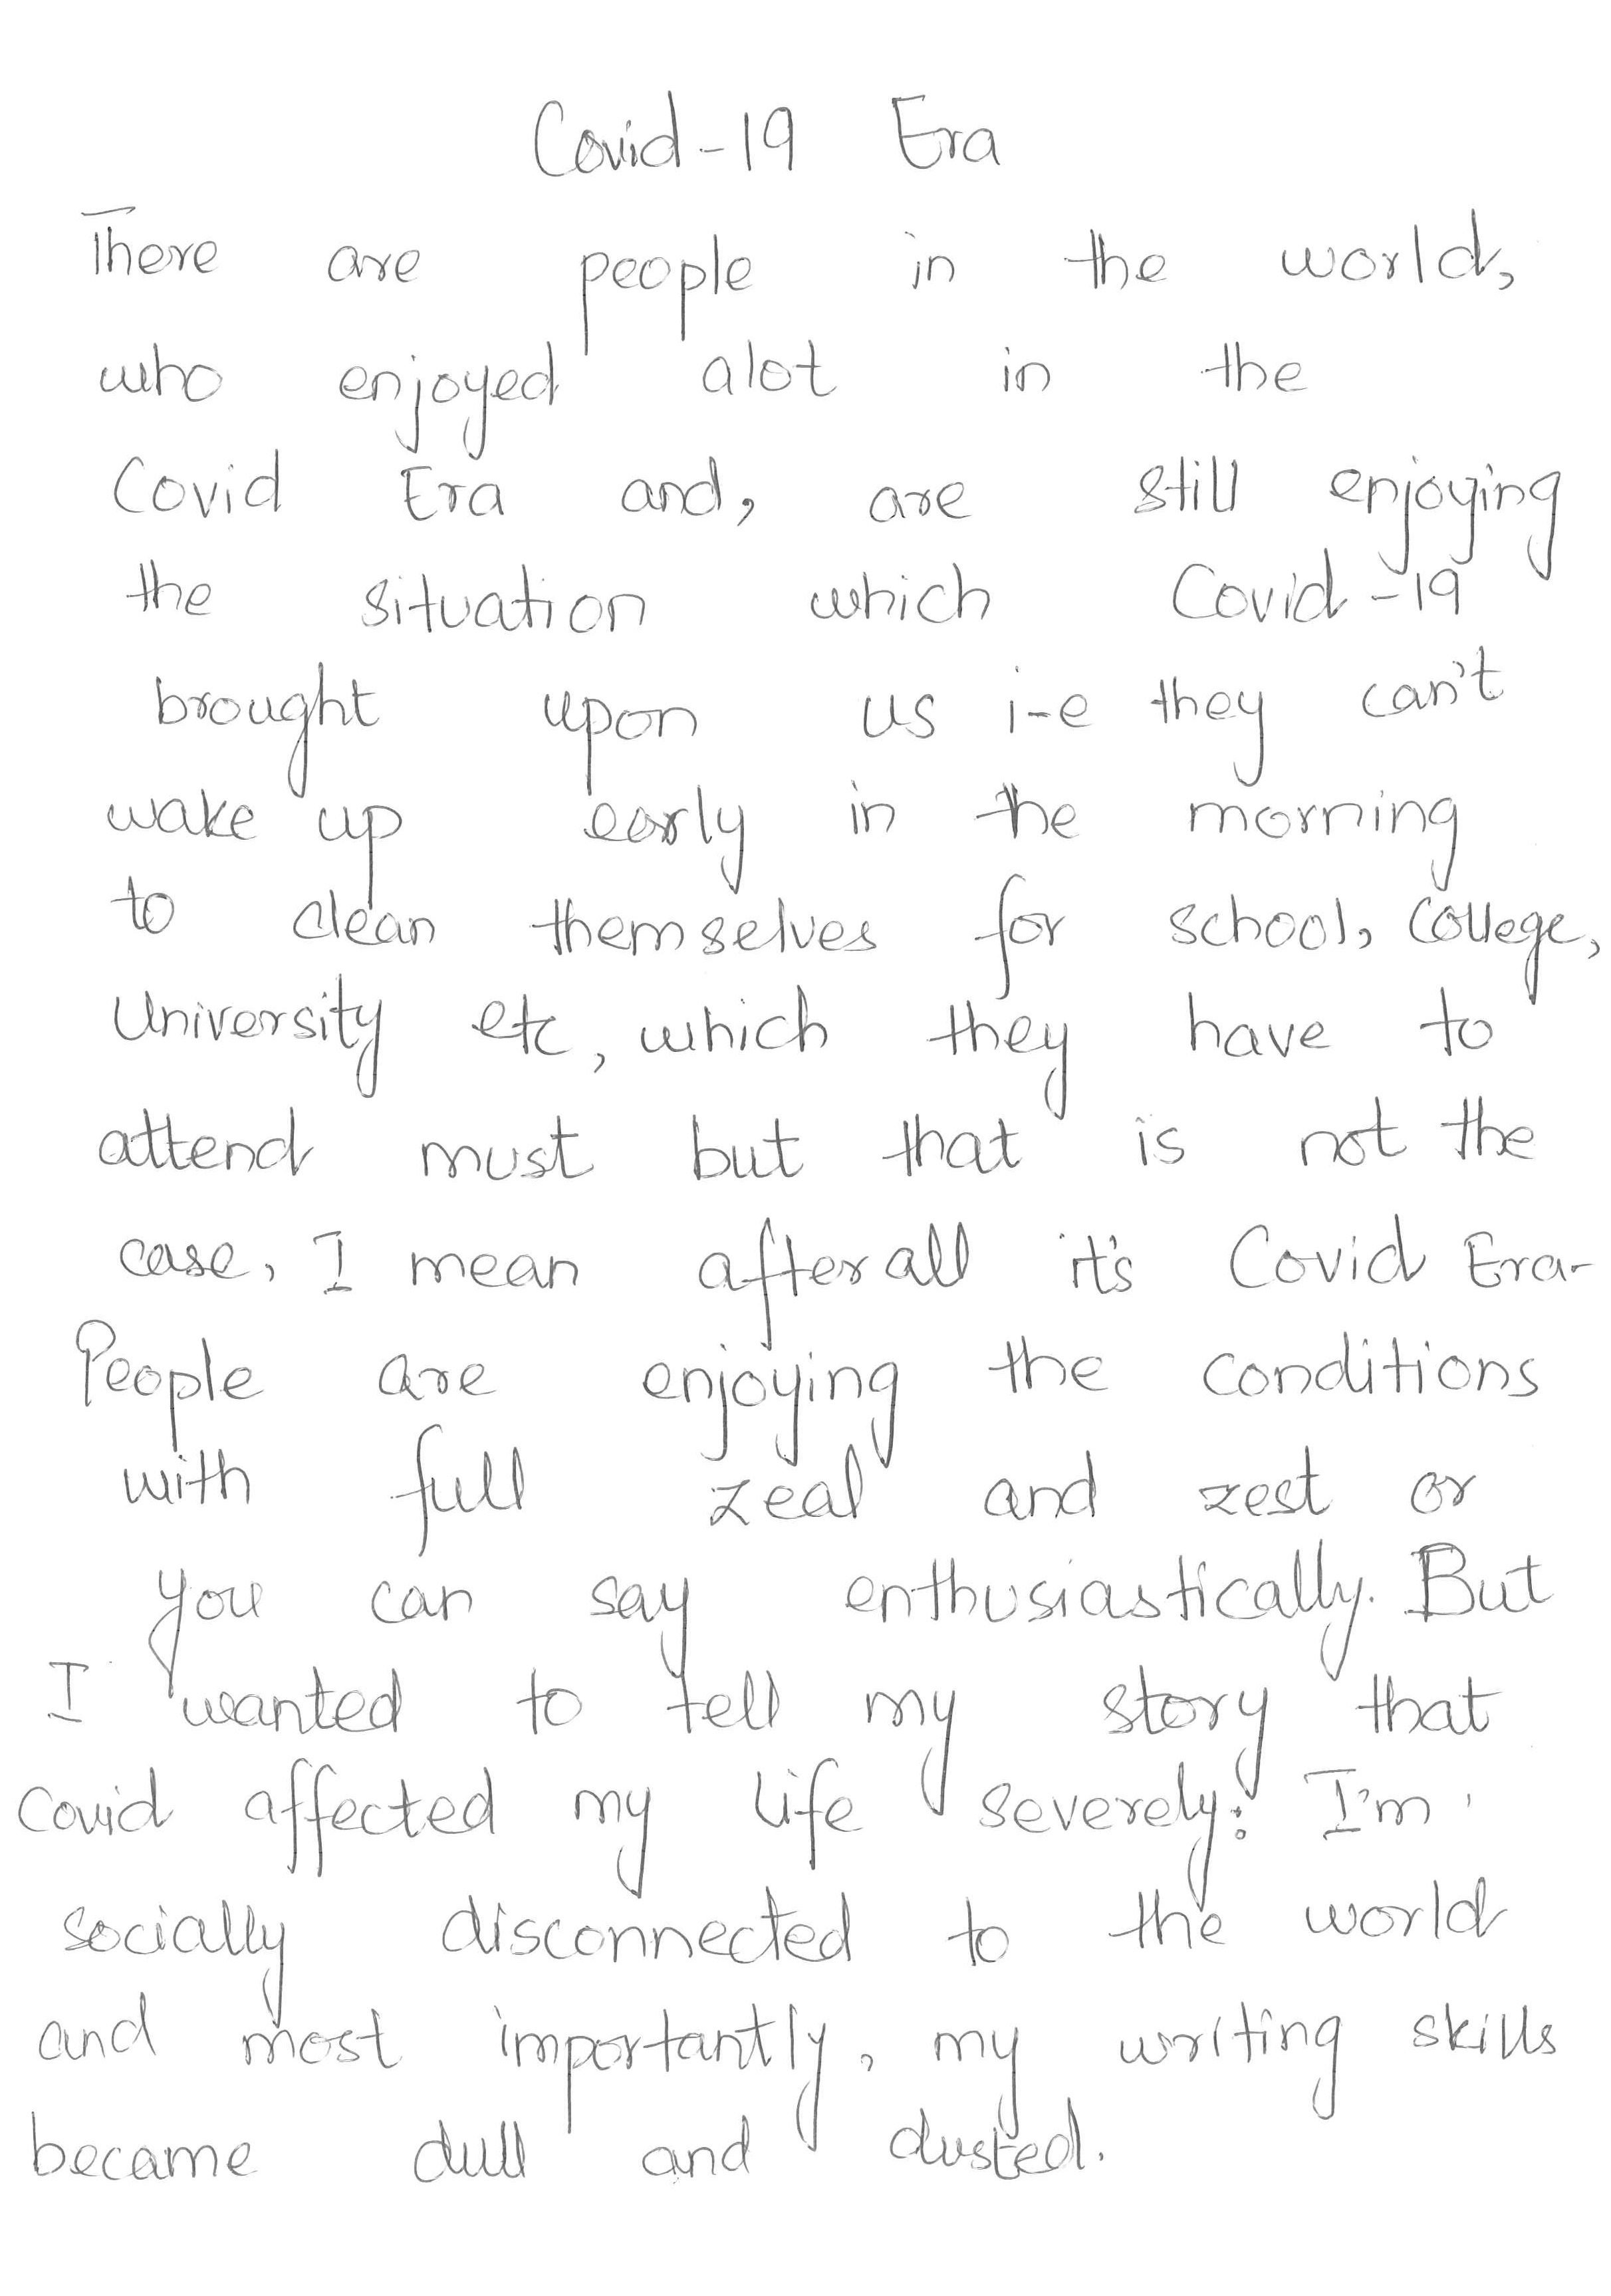 Covid-19 Era
There are people in the world,
who enjoyed alot in the
Covid Era and, are still enjoying
the situation which Covid-19
brought upon us i-e they can't
wake up early in the morning
to clean themselves for school, College,
University etc, which they have to
attend must but that is not the
case, I mean after all it's Covid Era-
People are enjoying the conditions
with full zeal and zest or
you can say enthusiastically. But
I wanted to tell my story that
Covid affected my life severely: I'm
socially disconnected to the world
and most importantly, my writing skills
became dull and dusted.